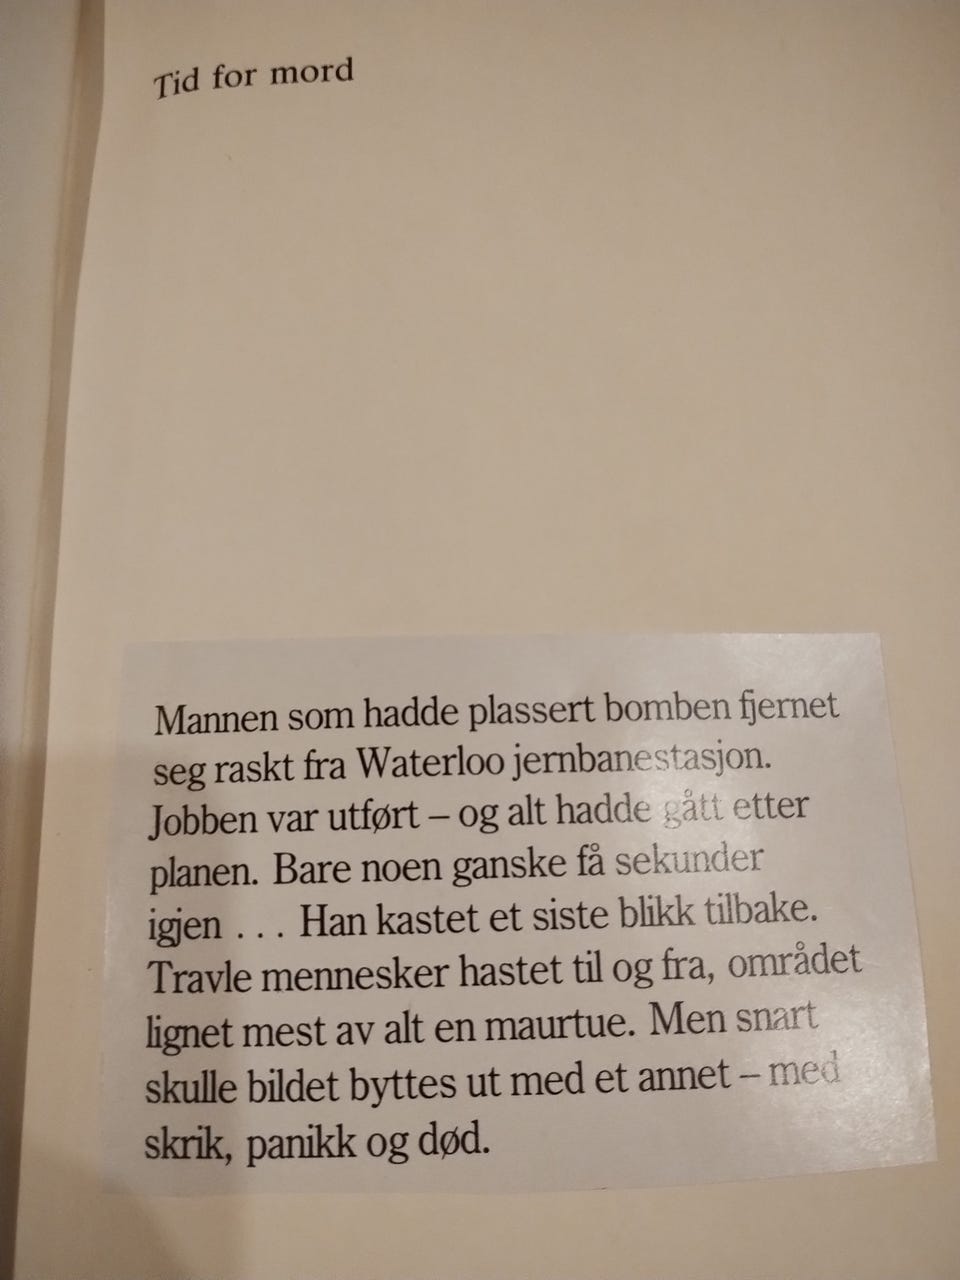 Tid for mord
Mannen som hadde plassert bomben fjernet
seg raskt fra Waterloo jernbanestasjon.
Jobben var utført – og alt hadde gått etter
planen. Bare noen ganske få sekunder
igjen . . . Han kastet et siste blikk tilbake.
Travle mennesker hastet til og fra, området
lignet mest av alt en maurtue. Men snart
skulle bildet byttes ut med et annet – med
skrik, panikk og død.